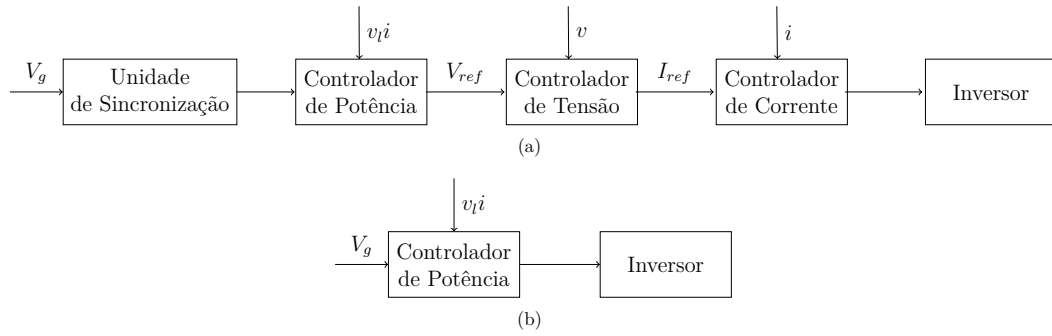 v_l i
v
i
V_g
Unidade
de Sincronização
Controlador
de Potência
V_ref
Controlador
de Tensão
I_ref
Controlador
de Corrente
Inversor
(a)
v_l i
V_g
Controlador
de Potência
Inversor
(b)